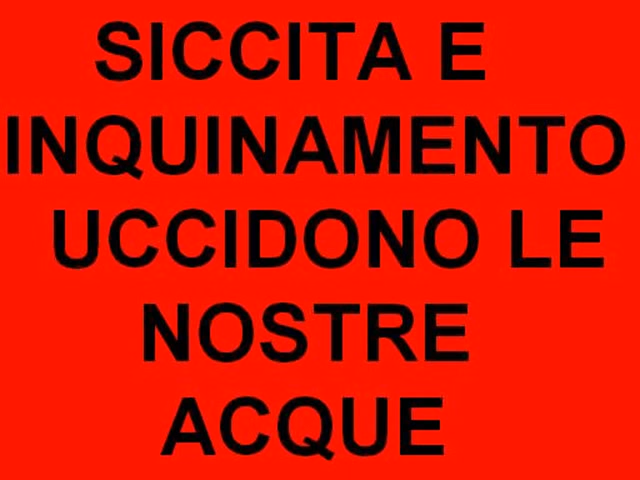 SICCITA E
INQUINAMENTO
UCCIDONO LE
NOSTRE
ACQUE